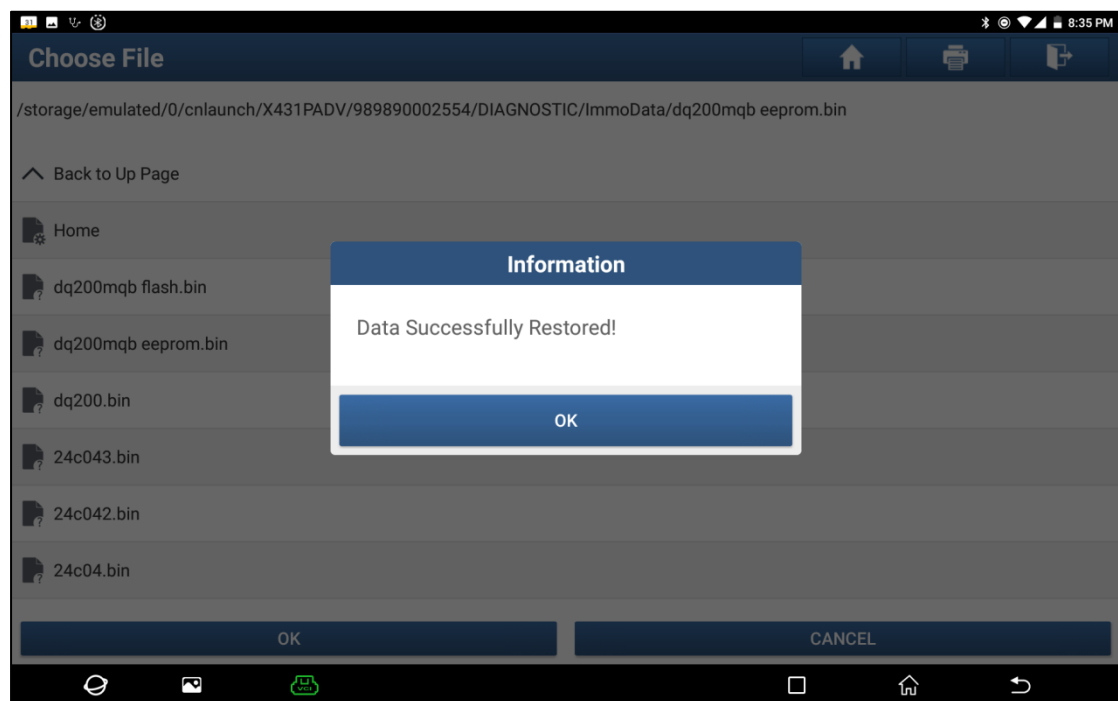 31
8:35 PM
Choose File
/storage/emulated/0/cnlaunch/X431PADV/989890002554/DIAGNOSTIC/ImmoData/dq200mqb eeprom.bin
Back to Up Page
Home
dq200mqb flash.bin
dq200mqb eeprom.bin
dq200.bin
24c043.bin
24c042.bin
24c04.bin
Information
Data Successfully Restored!
OK
OK
CANCEL
VCI